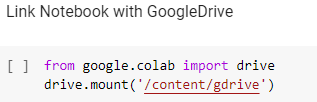 Link Notebook with GoogleDrive
[ ] from google.colab import drive
drive.mount('/content/gdrive')